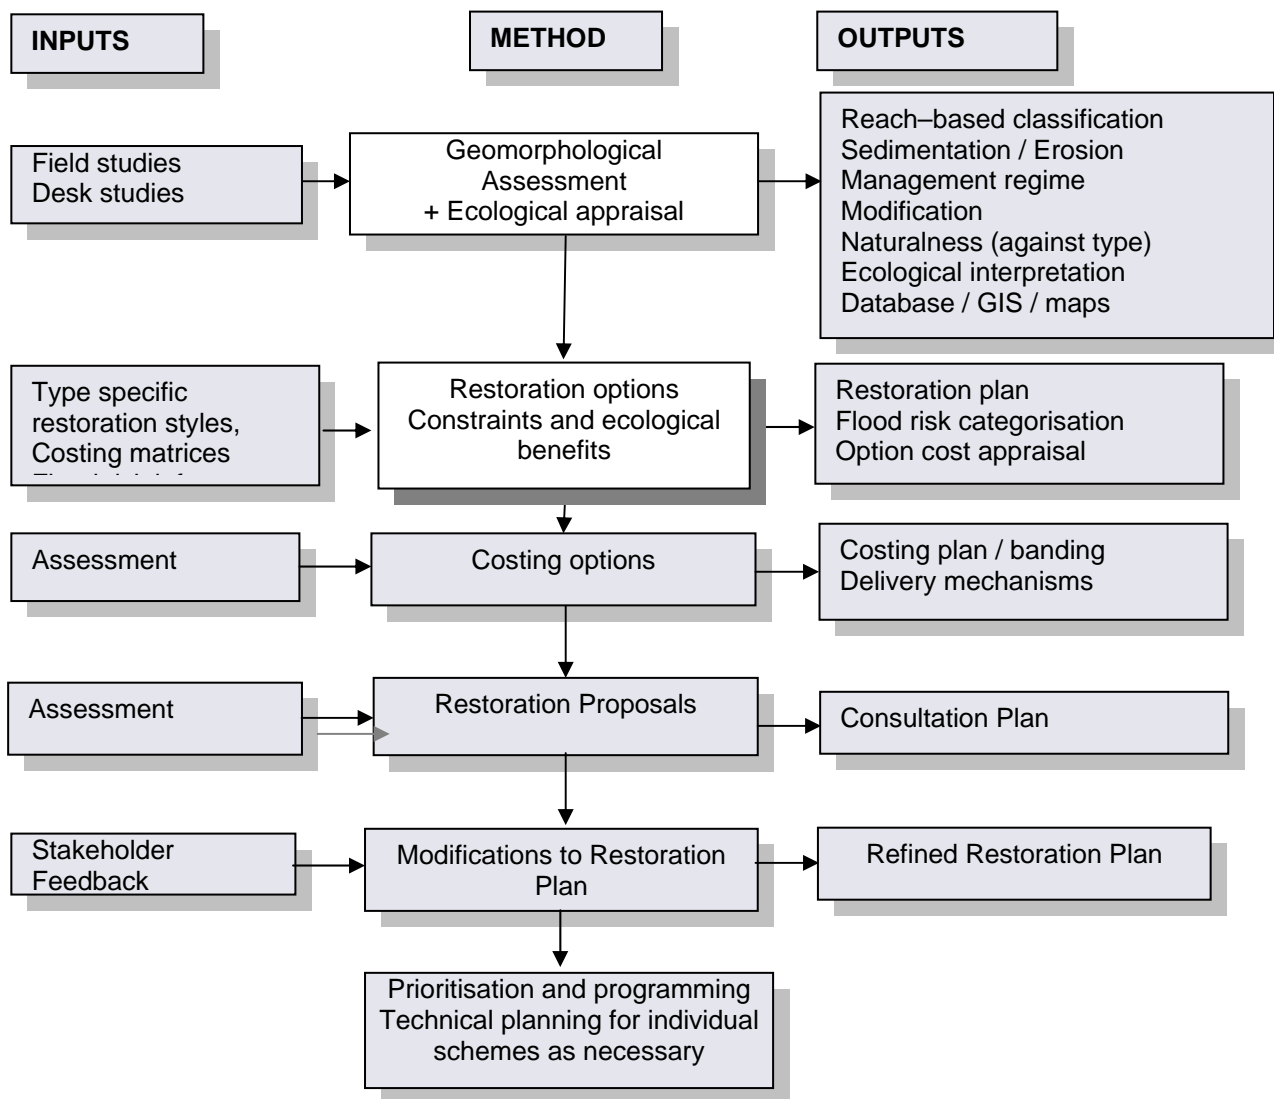 INPUTS
METHOD
OUTPUTS
Field studies
Desk studies
Geomorphological
Assessment
+ Ecological appraisal
Reach–based classification
Sedimentation / Erosion
Management regime
Modification
Naturalness (against type)
Ecological interpretation
Database / GIS / maps
Type specific
restoration styles,
Costing matrices
Restoration options
Constraints and ecological
benefits
Restoration plan
Flood risk categorisation
Option cost appraisal
Assessment
Costing options
Costing plan / banding
Delivery mechanisms
Assessment
Restoration Proposals
Consultation Plan
Stakeholder
Feedback
Modifications to Restoration
Plan
Refined Restoration Plan
Prioritisation and programming
Technical planning for individual
schemes as necessary